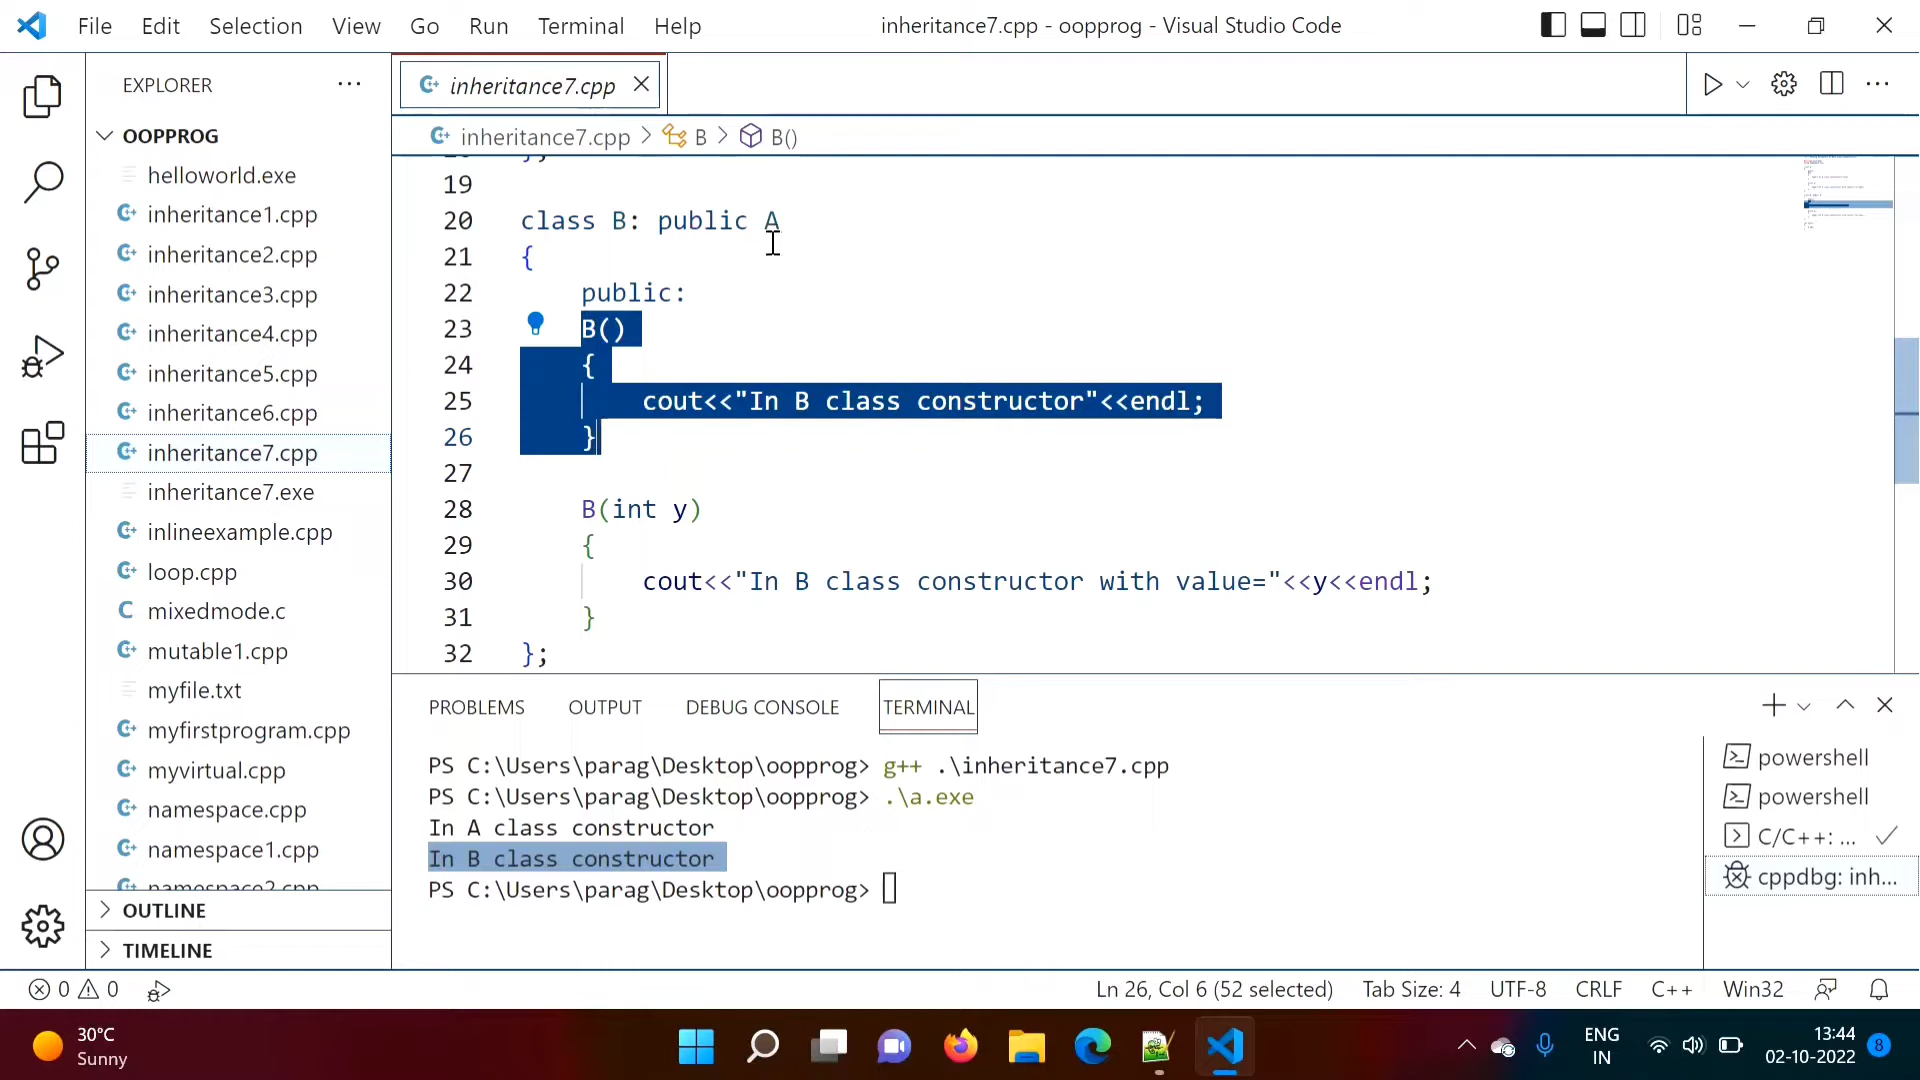 File Edit Selection View Go Run Terminal Help
inheritance7.cpp - oopprog - Visual Studio Code
EXPLORER
inheritance7.cpp
OOPPROG
inheritance7.cpp > B > B()
helloworld.exe
inheritance1.cpp
inheritance2.cpp
inheritance3.cpp
inheritance4.cpp
inheritance5.cpp
inheritance6.cpp
inheritance7.cpp
inheritance7.exe
inlineexample.cpp
loop.cpp
mixedmode.c
mutable1.cpp
myfile.txt
myfirstprogram.cpp
myvirtual.cpp
namespace.cpp
namespace1.cpp
namespace2.cpp
OUTLINE
TIMELINE
19
20 class B: public A
21 {
22 public:
23 B()
24 {
25 cout<<"In B class constructor"<<endl;
26 }
27
28 B(int y)
29 {
30 cout<<"In B class constructor with value="<<y<<endl;
31 }
32 };
PROBLEMS OUTPUT DEBUG CONSOLE TERMINAL
PS C:\Users\parag\Desktop\oopprog> g++ .\inheritance7.cpp
PS C:\Users\parag\Desktop\oopprog> .\a.exe
In A class constructor
In B class constructor
PS C:\Users\parag\Desktop\oopprog>
powershell
powershell
C/C++: ...
cppdbg: inh...
0 0
Ln 26, Col 6 (52 selected) Tab Size: 4 UTF-8 CRLF C++ Win32
30°C
Sunny
ENG
IN
13:44
02-10-2022
8